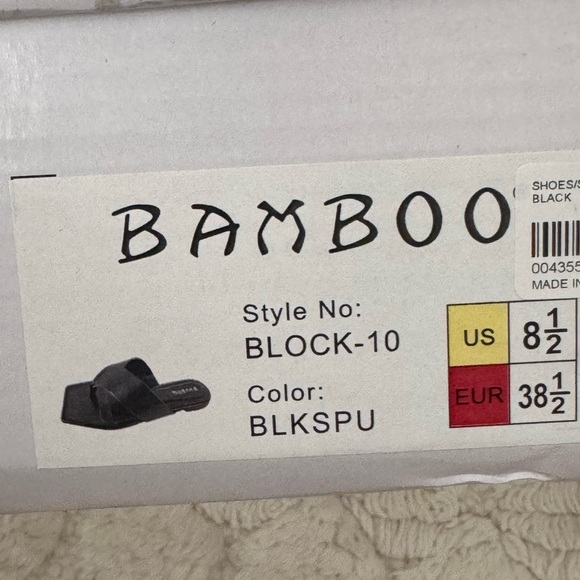 BAMBOO
SHOES/S
BLACK
004355
MADE IN
Style No:
BLOCK-10
Color:
BLKSPU
US 8 1/2
EUR 38 1/2